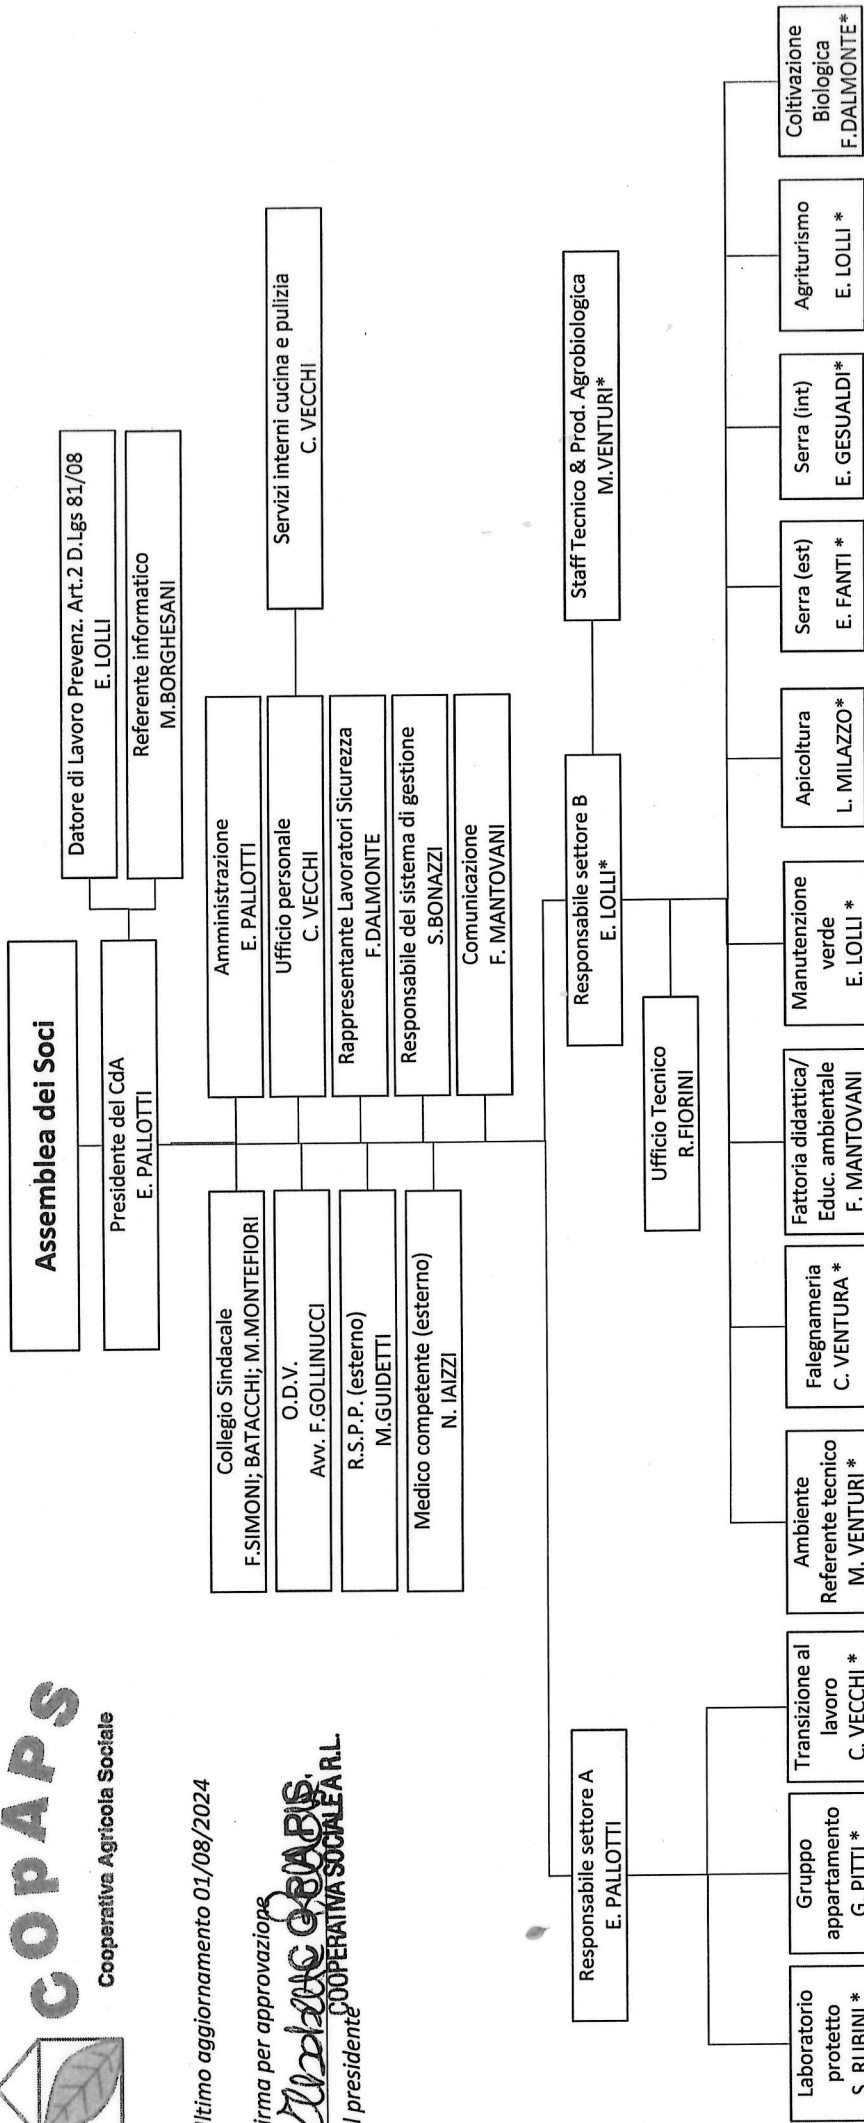 COPAPS
Cooperativa Agricola Sociale
ltimo aggiornamento 01/08/2024
irma per approvazione
COOPERATIVA SOCIALE A R.L.
l presidente
Assemblea dei Soci
Presidente del CdA
E. PALLOTTI
Datore di Lavoro Prevenz. Art.2 D.Lgs 81/08
E. LOLLI
Referente informatico
M.BORGHESANI
Collegio Sindacale
F.SIMONI; BATACCHI; M.MONTEFIORI
O.D.V.
Avv. F.GOLLINUCCI
R.S.P.P. (esterno)
M.GUIDETTI
Medico competente (esterno)
N. IAIZZI
Amministrazione
E. PALLOTTI
Ufficio personale
C. VECCHI
Rappresentante Lavoratori Sicurezza
F.DALMONTE
Responsabile del sistema di gestione
S.BONAZZI
Comunicazione
F. MANTOVANI
Servizi interni cucina e pulizia
C. VECCHI
Responsabile settore A
E. PALLOTTI
Responsabile settore B
E. LOLLI*
Staff Tecnico & Prod. Agrobiologica
M.VENTURI*
Ufficio Tecnico
R.FIORINI
Laboratorio
protetto
S. RUBINI *
Gruppo
appartamento
G. PITTI *
Transizione al
lavoro
C. VECCHI *
Ambiente
Referente tecnico
M. VENTURI *
Falegnameria
C. VENTURA *
Fattoria didattica/
Educ. ambientale
F. MANTOVANI
Manutenzione
verde
E. LOLLI *
Apicoltura
L. MILAZZO*
Serra (est)
E. FANTI *
Serra (int)
E. GESUALDI*
Agriturismo
E. LOLLI *
Coltivazione
Biologica
F.DALMONTE*